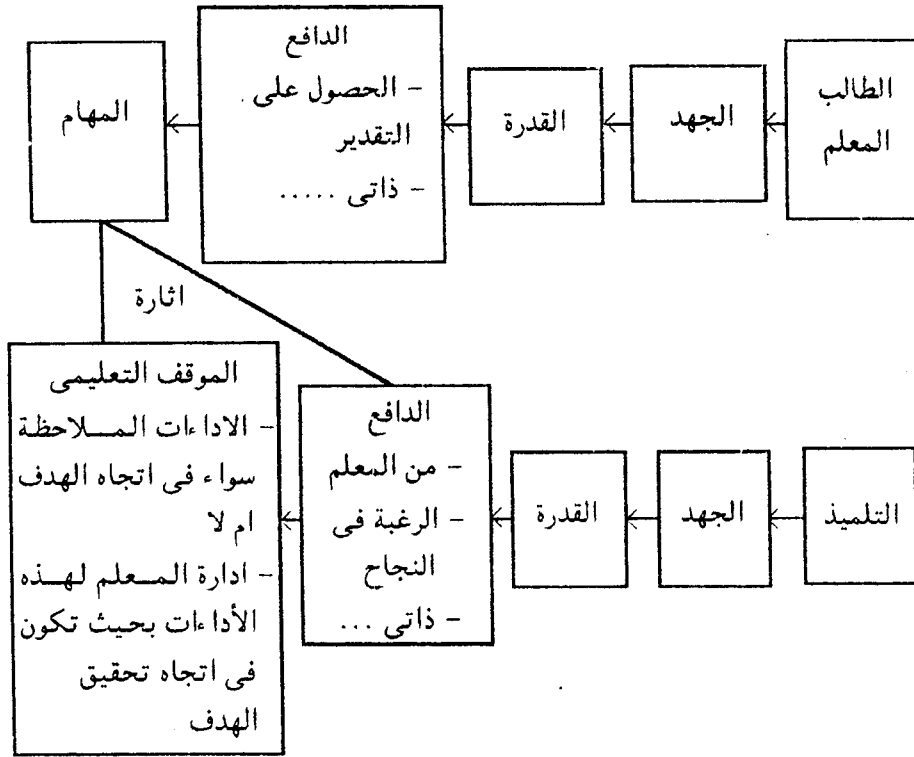 الطالب
المعلم
الجهد
القدرة
الدافع
- الحصول على
التقدير
- ذاتى .....
المهام
اثارة
التلميذ
الجهد
القدرة
الدافع
- من المعلم
- الرغبة فى
النجاح
- ذاتى ...
الموقف التعليمى
- الاداءات الملاحظة
سواء فى اتجاه الهدف
ام لا
- ادارة المعلم لهذه
الأداءات بحيث تكون
فى اتجاه تحقيق
الهدف